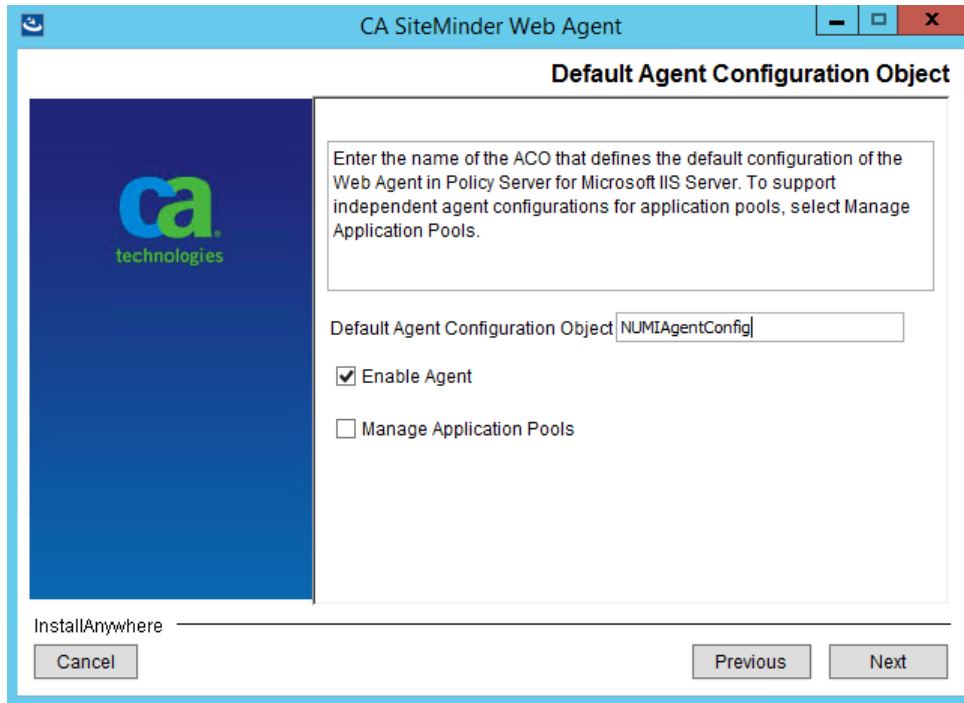 CA SiteMinder Web Agent
Default Agent Configuration Object
ca
technologies
Enter the name of the ACO that defines the default configuration of the
Web Agent in Policy Server for Microsoft IIS Server. To support
independent agent configurations for application pools, select Manage
Application Pools.
Default Agent Configuration Object NUMIAgentConfig
Enable Agent
Manage Application Pools
InstallAnywhere
Cancel Previous Next